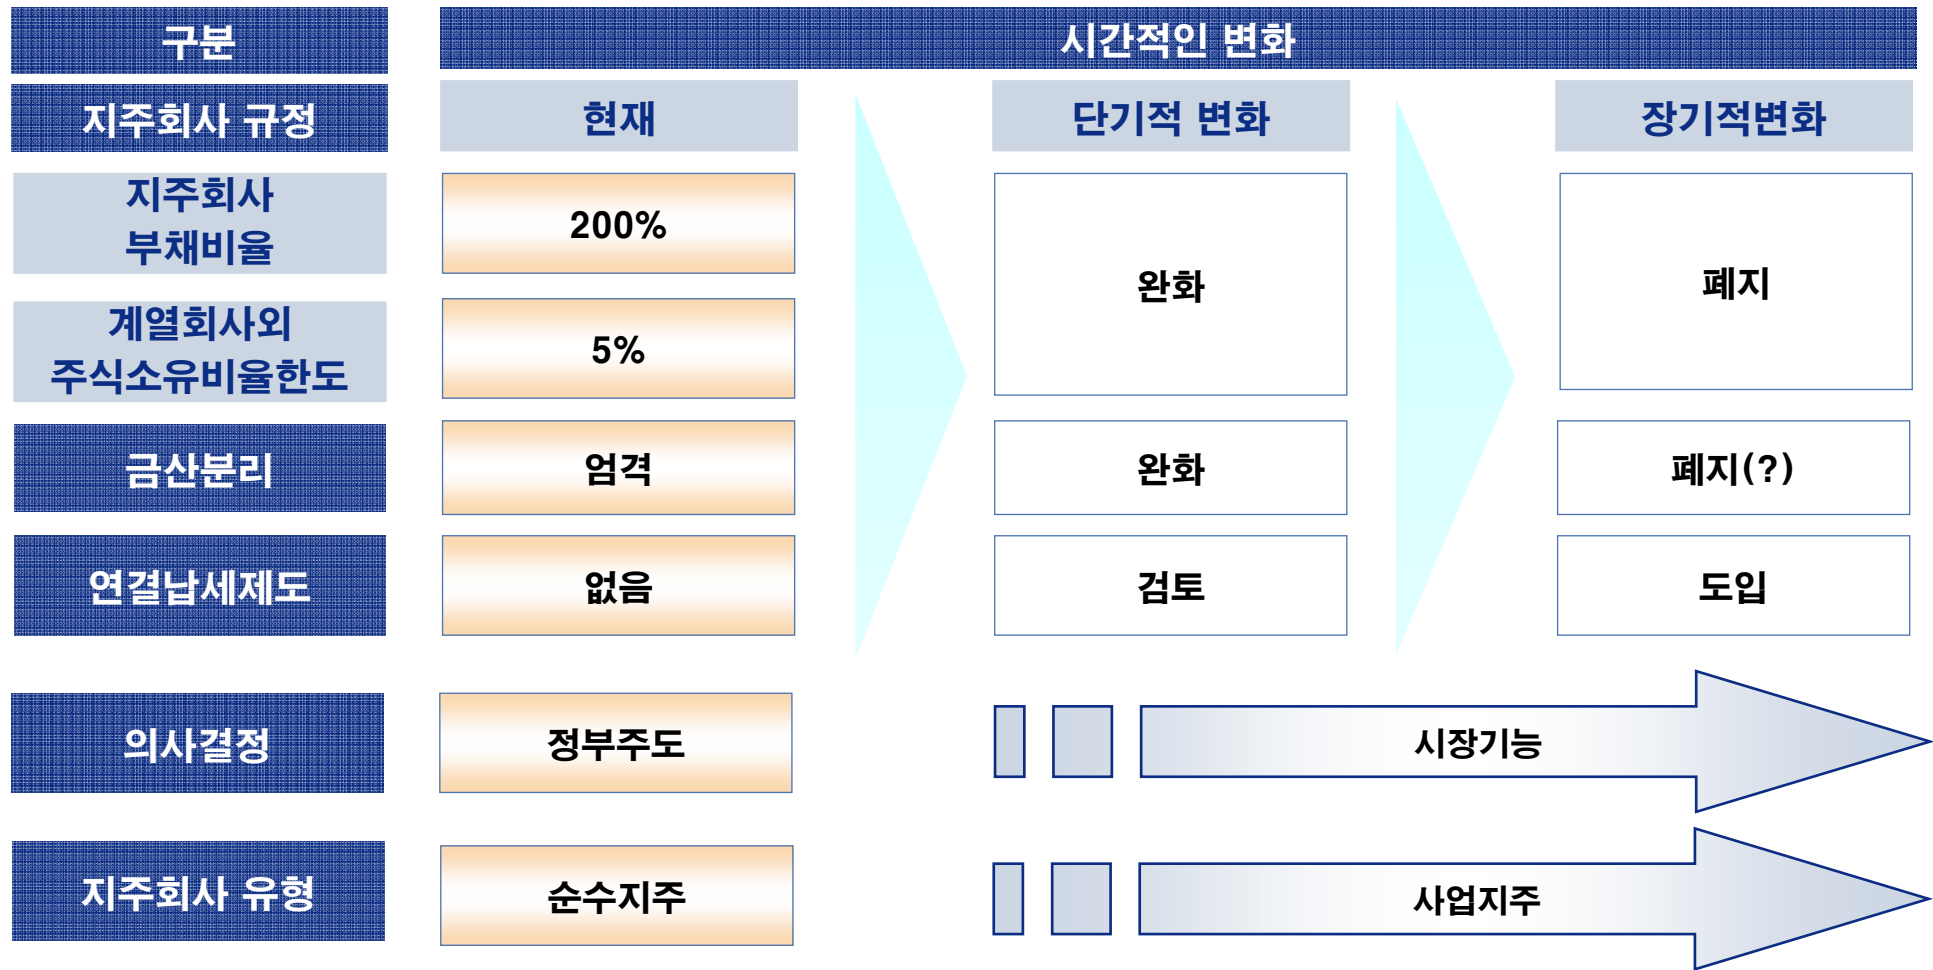 구분
시간적인 변화
지주회사 규정
현재
단기적 변화
장기적변화
지주회사
부채비율
200%
완화
폐지
계열회사외
주식소유비율한도
5%
금산분리
엄격
완화
폐지(?)
연결납세제도
없음
검토
도입
의사결정
정부주도
시장기능
지주회사 유형
순수지주
사업지주